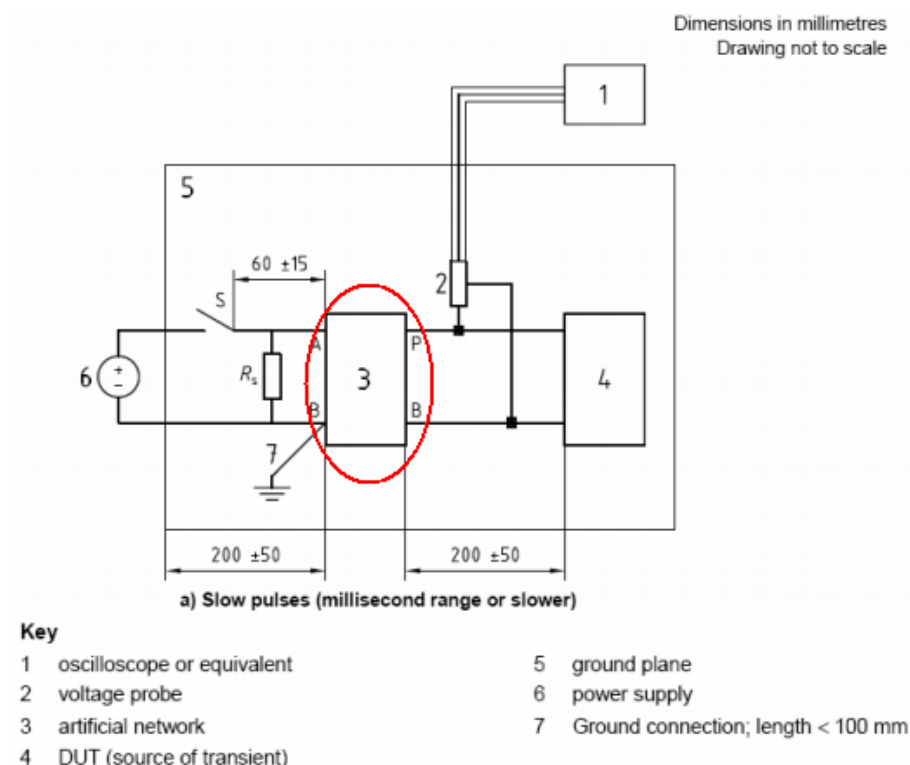 Dimensions in millimetres
Drawing not to scale
1
5
60 ±15
2
S
A
P
6
+
−
Rs
3
4
B
B
7
200 ±50
200 ±50
a) Slow pulses (millisecond range or slower)
Key
1 oscilloscope or equivalent
5 ground plane
2 voltage probe
6 power supply
3 artificial network
7 Ground connection; length < 100 mm
4 DUT (source of transient)